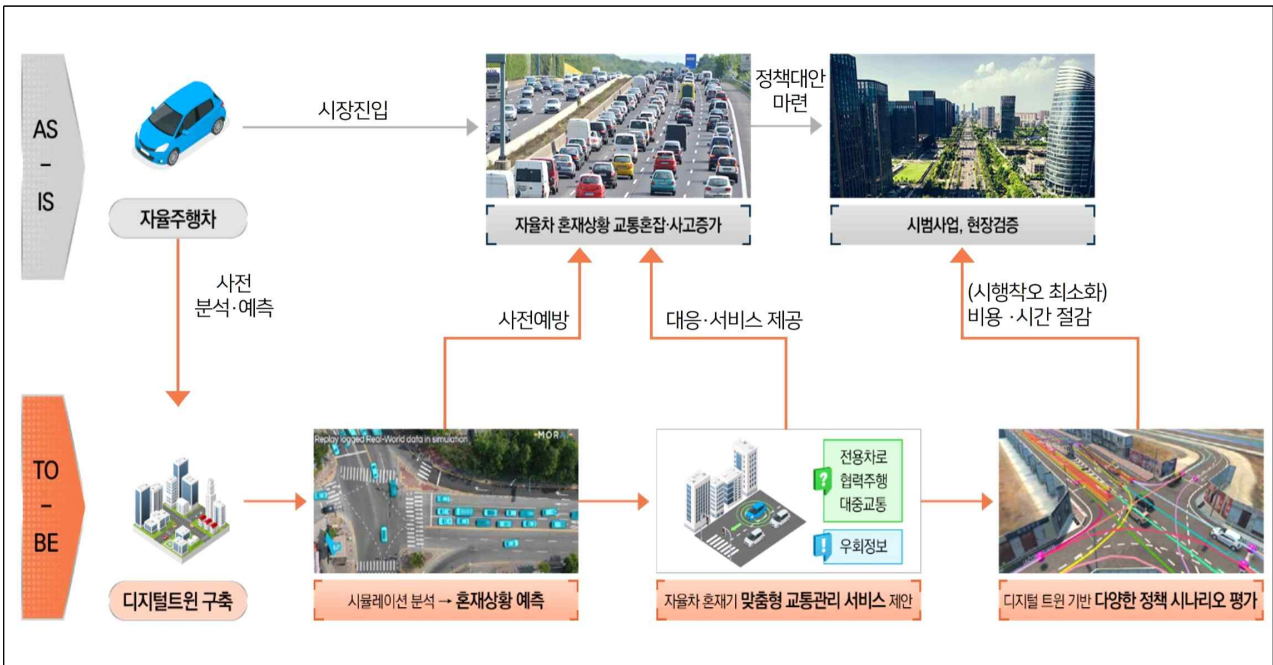 AS
–
IS
시장진입
정책대안
마련
자율주행차
자율차 혼재상황 교통혼잡·사고증가
시범사업, 현장검증
사전
분석·예측
사전예방
대응·서비스 제공
(시행착오 최소화)
비용 ·시간 절감
TO
–
BE
Replay logged Real-World data in simulation
전용차로
협력주행
대중교통
우회정보
디지털트윈 구축
시뮬레이션 분석 → 혼재상황 예측
자율차 혼재기 맞춤형 교통관리 서비스 제안
디지털 트윈 기반 다양한 정책 시나리오 평가